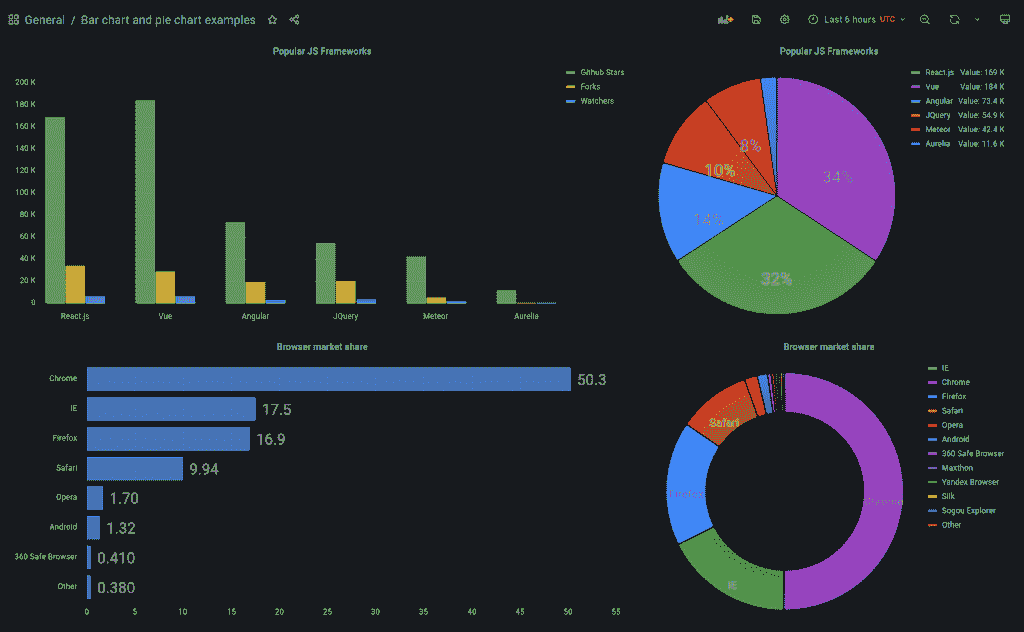 General / Bar chart and pie chart examples
Last 6 hours UTC
Popular JS Frameworks
200 K
180 K
160 K
140 K
120 K
100 K
80 K
60 K
40 K
20 K
0
React.js Vue Angular JQuery Meteor Aurelia
Github Stars
Forks
Watchers
Popular JS Frameworks
8%
10%
34%
14%
32%
React.js Value: 169 K
Vue Value: 184 K
Angular Value: 73.4 K
JQuery Value: 54.9 K
Meteor Value: 42.4 K
Aurelia Value: 11.6 K
Browser market share
Chrome 50.3
IE 17.5
Firefox 16.9
Safari 9.94
Opera 1.70
Android 1.32
360 Safe Browser 0.410
Other 0.380
0 5 10 15 20 25 30 35 40 45 50 55
Browser market share
Safari
Firefox
Chrome
IE
IE
Chrome
Firefox
Safari
Opera
Android
360 Safe Browser
Maxthon
Yandex Browser
Silk
Sogou Explorer
Other